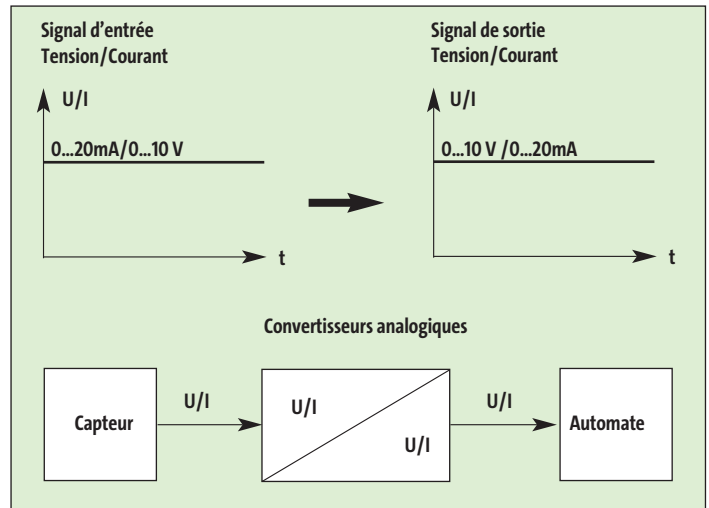 Signal d'entrée
Tension/Courant
U/I
0...20mA/0...10 V
t
Signal de sortie
Tension/Courant
U/I
0...10 V /0...20mA
t
Convertisseurs analogiques
Capteur
U/I
U/I
U/I
U/I
Automate